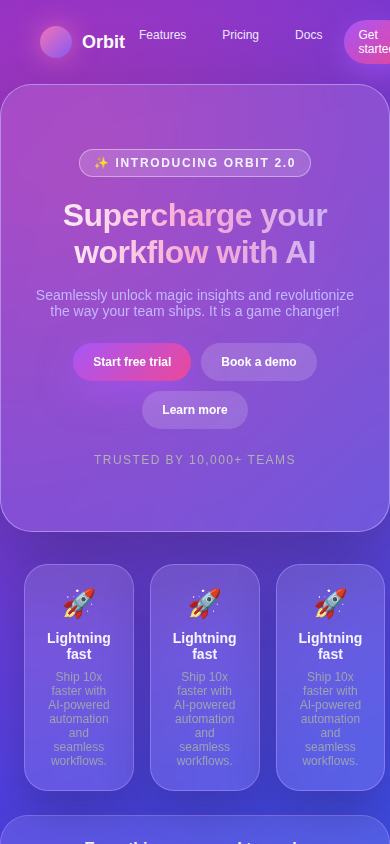 Orbit
Features
Pricing
Docs
Get
started
✨ INTRODUCING ORBIT 2.0
Supercharge your
workflow with AI
Seamlessly unlock magic insights and revolutionize
the way your team ships. It is a game changer!
Start free trial
Book a demo
Learn more
TRUSTED BY 10,000+ TEAMS
Lightning
fast
Ship 10x
faster with
AI-powered
automation
and
seamless
workflows.
Lightning
fast
Ship 10x
faster with
AI-powered
automation
and
seamless
workflows.
Lightning
fast
Ship 10x
faster with
AI-powered
automation
and
seamless
workflows.